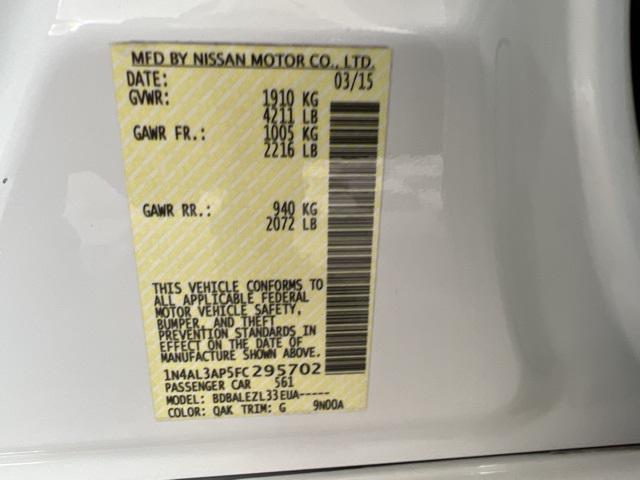 MFD BY NISSAN MOTOR CO., LTD.
DATE: 03/15
GVWR: 1910 KG
4211 LB
GAWR FR.: 1005 KG
2216 LB
GAWR RR.: 940 KG
2072 LB
THIS VEHICLE CONFORMS TO
ALL APPLICABLE FEDERAL
MOTOR VEHICLE SAFETY,
BUMPER, AND THEFT
PREVENTION STANDARDS IN
EFFECT ON THE DATE OF
MANUFACTURE SHOWN ABOVE.
1N4AL3AP5FC295702
PASSENGER CAR 561
MODEL: BDBALEZL33EUA-----
COLOR: QAK TRIM: G 9N00A